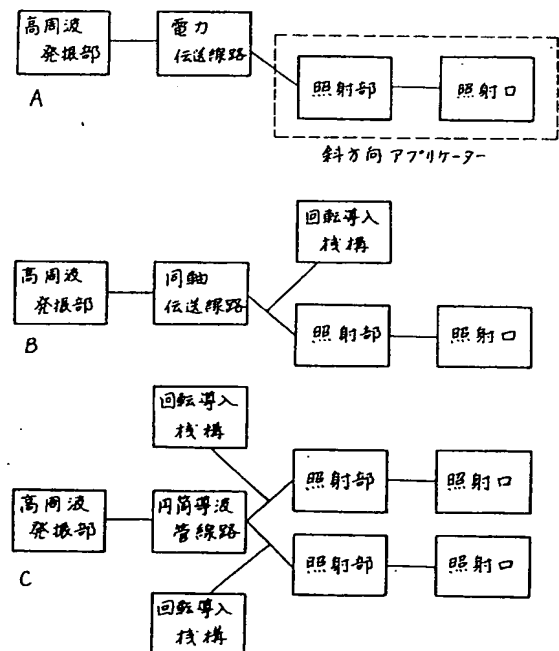 高周波
発振部
電力
伝送線路
照射部
照射口
A
斜方向アプリケーター
回転導入
桟構
高周波
発振部
同軸
伝送線路
照射部
照射口
B
回転導入
桟構
高周波
発振部
円筒導波
管線路
照射部
照射口
照射部
照射口
C
回転導入
桟構